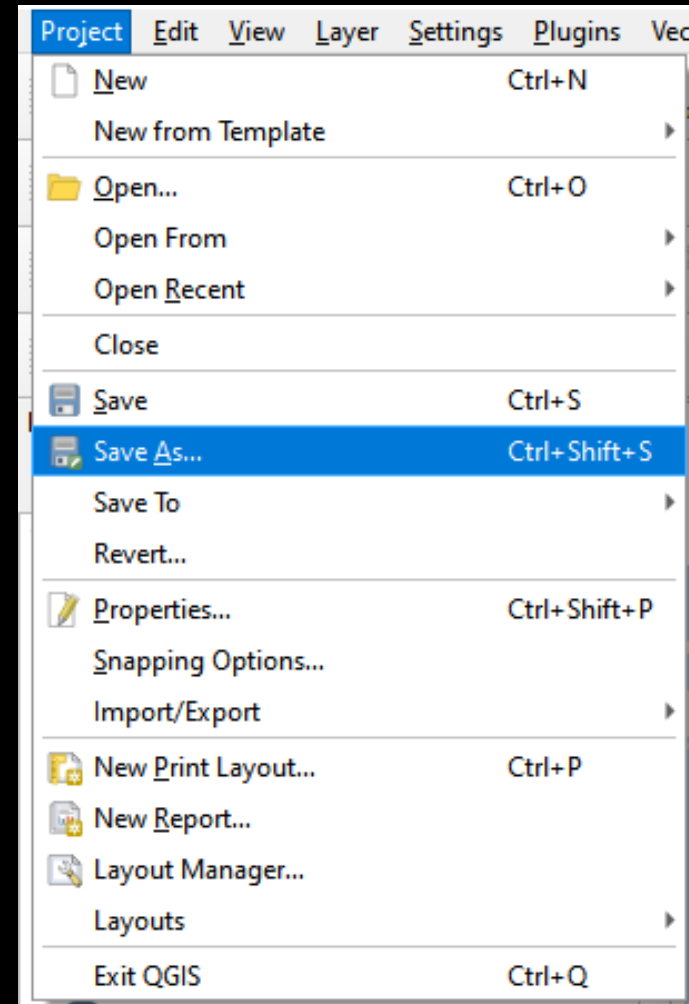 Project Edit View Layer Settings Plugins Vec
New Ctrl+N
New from Template
Open... Ctrl+O
Open From
Open Recent
Close
Save Ctrl+S
Save As... Ctrl+Shift+S
Save To
Revert...
Properties... Ctrl+Shift+P
Snapping Options...
Import/Export
New Print Layout... Ctrl+P
New Report...
Layout Manager...
Layouts
Exit QGIS Ctrl+Q